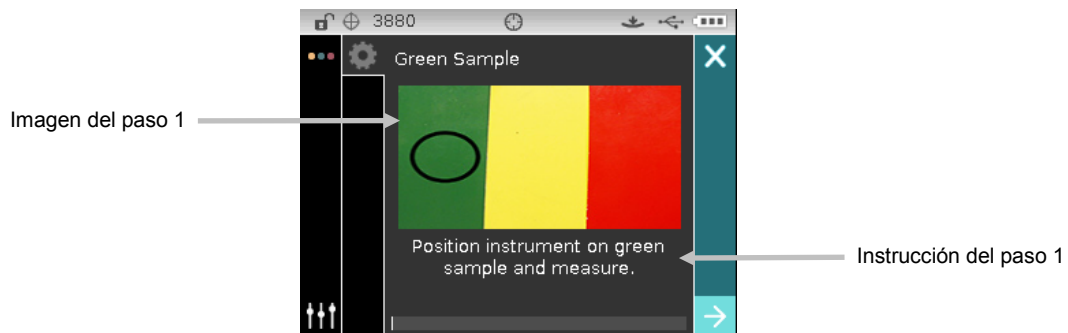 3880
Green Sample
Imagen del paso 1
Position instrument on green
sample and measure.
Instrucción del paso 1